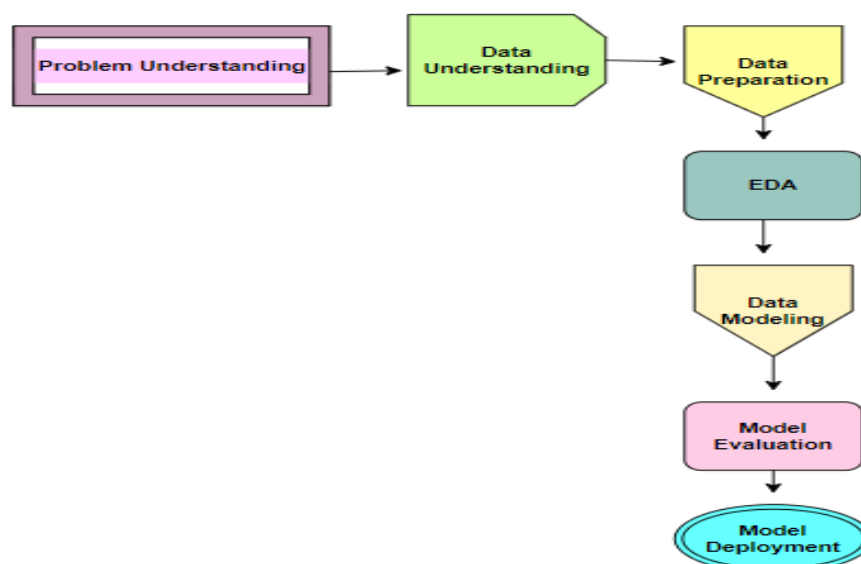 Problem Understanding
Data
Understanding
Data
Preparation
EDA
Data
Modeling
Model
Evaluation
Model
Deployment